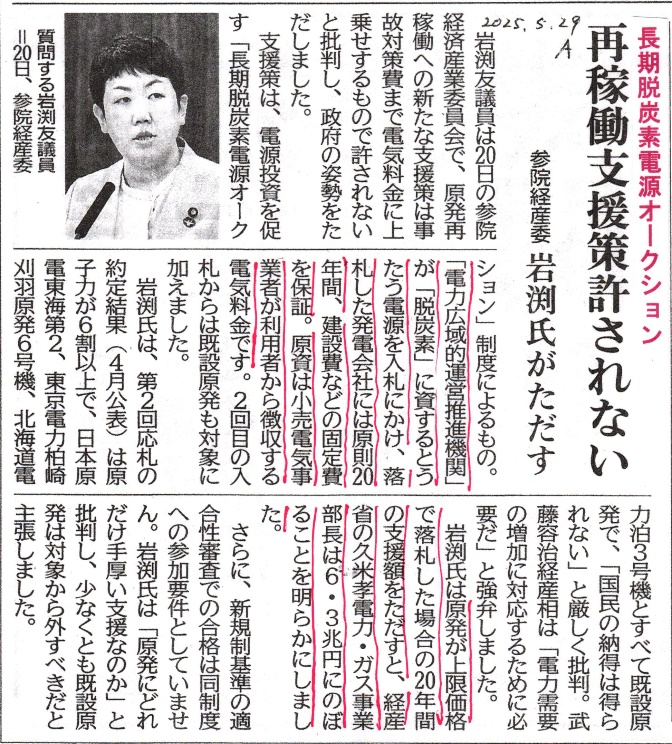 2025.5.29
A
長期脱炭素電源オークション
再稼働支援策許されない
参院経産委 岩渕氏がただす
質問する岩渕友議員
＝20日、参院経産委
岩渕友議員は20日の参院
経済産業委員会で、原発再
稼働への新たな支援策は事
故対策費まで電気料金に上
乗せするもので許されない
と批判し、政府の姿勢をた
だしました。
支援策は、電源投資を促
す「長期脱炭素電源オーク
ション」制度によるもの。
「電力広域的運営推進機関」
が「脱炭素」に資するとう
たう電源を入札にかけ、落
札した発電会社には原則20
年間、建設費などの固定費
を保証。原資は小売電気事
業者が利用者から徴収する
電気料金です。2回目の入
札からは既設原発も対象に
加えました。
岩渕氏は、第2回応札の
約定結果（4月公表）は原
子力が6割以上で、日本原
電東海第2、東京電力柏崎
刈羽原発6号機、北海道電
力泊3号機とすべて既設原
発で、「国民の納得は得ら
れない」と厳しく批判。武
藤容治経産相は「電力需要
の増加に対応するために必
要だ」と強弁しました。
岩渕氏は原発が上限価格
で落札した場合の20年間
の支援額をただすと、経産
省の久米孝電力・ガス事業
部長は6・3兆円にのぼ
ることを明らかにしまし
た。
さらに、新規制基準の適
合性審査での合格は同制度
への参加要件としていませ
ん。岩渕氏は「原発にどれ
だけ手厚い支援なのか」と
批判し、少なくとも既設原
発は対象から外すべきだと
主張しました。